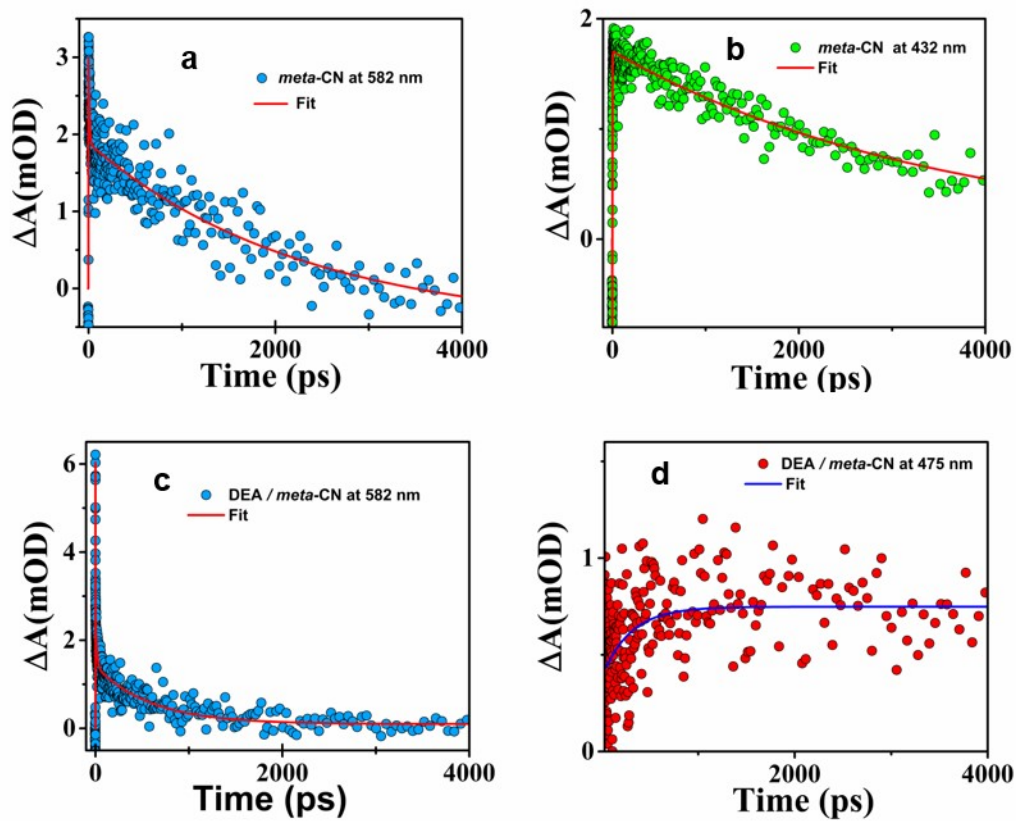 a
meta-CN at 582 nm
Fit
ΔA(mOD)
3
2
1
0
0
2000
4000
Time (ps)
b
meta-CN at 432 nm
Fit
ΔA(mOD)
2
1
0
0
2000
4000
Time (ps)
c
DEA / meta-CN at 582 nm
Fit
ΔA(mOD)
6
4
2
0
0
2000
4000
Time (ps)
d
DEA / meta-CN at 475 nm
Fit
ΔA(mOD)
1
0
2000
4000
Time (ps)